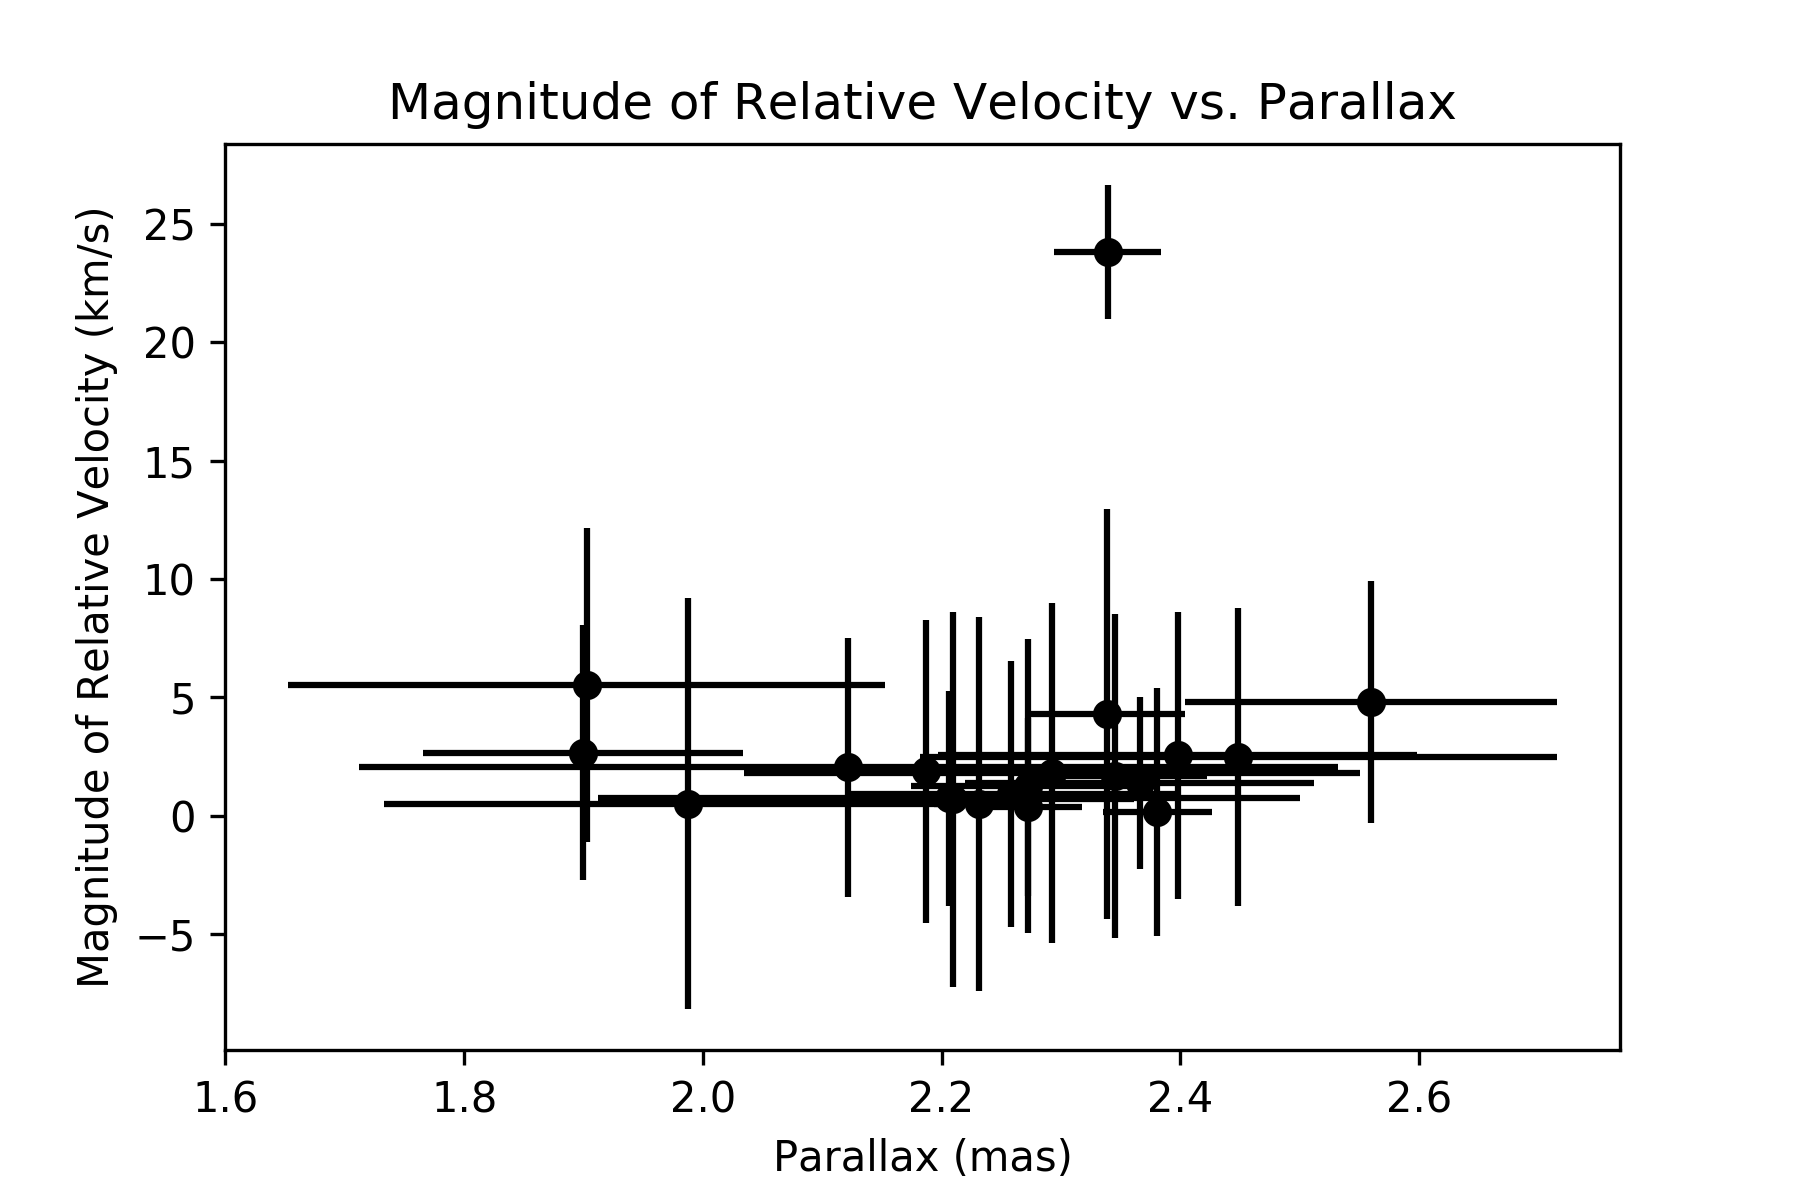 Magnitude of Relative Velocity vs. Parallax
Magnitude of Relative Velocity (km/s)
25
20
15
10
5
0
−5
1.6 1.8 2.0 2.2 2.4 2.6
Parallax (mas)